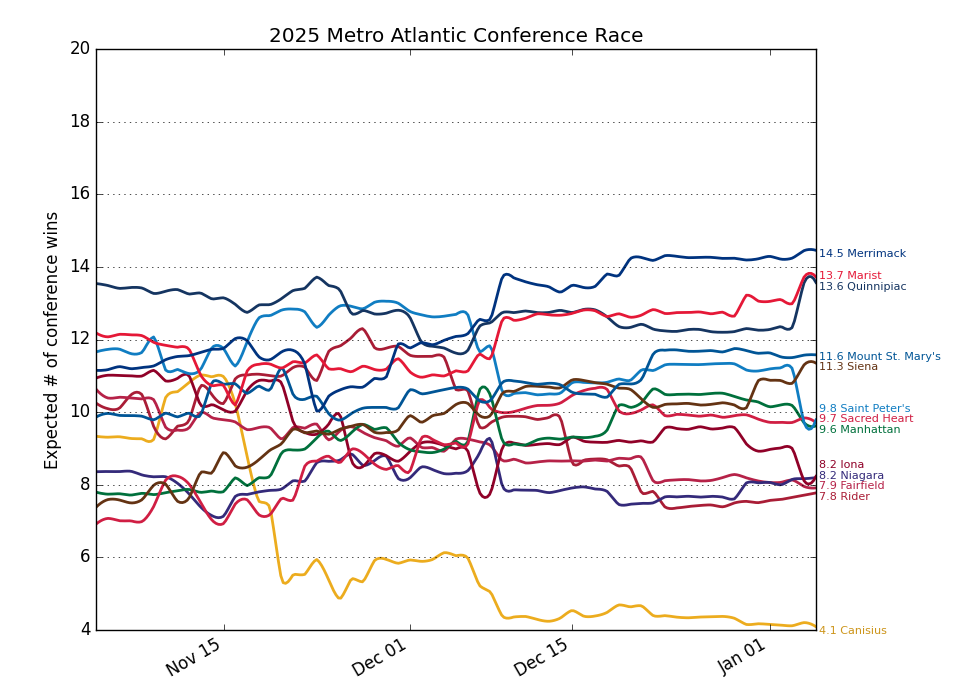 2025 Metro Atlantic Conference Race
Expected # of conference wins
20
18
16
14
12
10
8
6
4
14.5 Merrimack
13.7 Marist
13.6 Quinnipiac
11.6 Mount St. Mary's
11.3 Siena
9.8 Saint Peter's
9.7 Sacred Heart
9.6 Manhattan
8.2 Iona
8.2 Niagara
7.9 Fairfield
7.8 Rider
4.1 Canisius
Nov 15
Dec 01
Dec 15
Jan 01